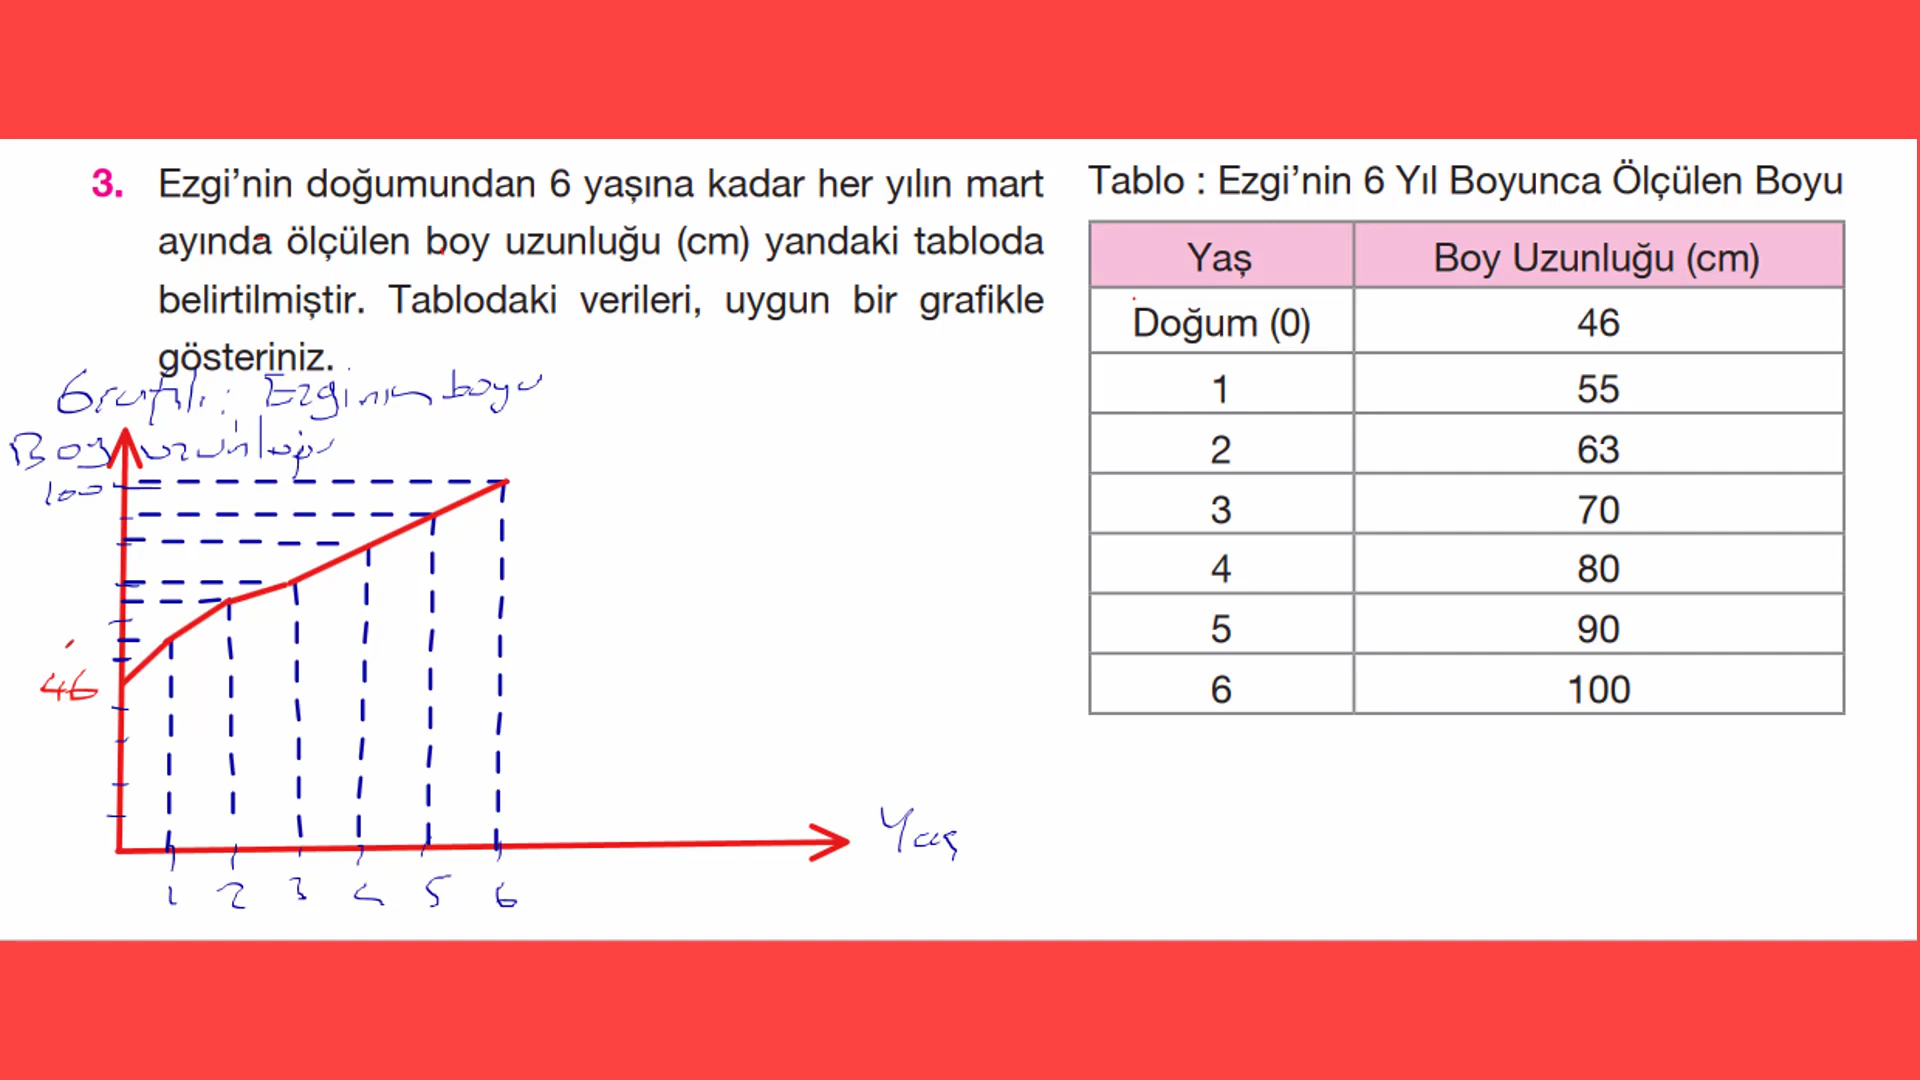 3. Ezgi’nin doğumundan 6 yaşına kadar her yılın mart
ayında ölçülen boy uzunluğu (cm) yandaki tabloda
belirtilmiştir. Tablodaki verileri, uygun bir grafikle
gösteriniz.
Grafik: Ezginin boyu
Boy uzunluğu
100
46
1 2 3 4 5 6
Yaş
Tablo : Ezgi’nin 6 Yıl Boyunca Ölçülen Boyu
Yaş Boy Uzunluğu (cm)
Doğum (0) 46
1 55
2 63
3 70
4 80
5 90
6 100